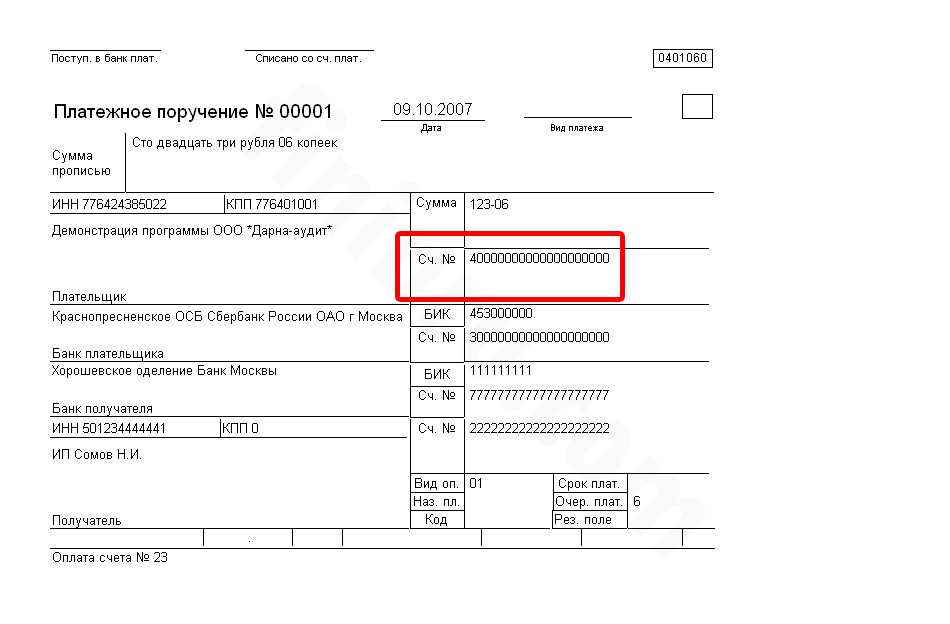 Поступ. в банк плат.
Списано со сч. плат.
0401060
Платежное поручение № 00001
09.10.2007
Дата
Вид платежа
Сумма прописью
Сто двадцать три рубля 06 копеек
ИНН 776424385022
КПП 776401001
Сумма
123-06
Демонстрация программы ООО *Дарна-аудит*
Сч. №
40000000000000000000
Плательщик
Краснопресненское ОСБ Сбербанк России ОАО г Москва
БИК
453000000
Сч. №
30000000000000000000
Банк плательщика
Хорошевское оделение Банк Москвы
БИК
111111111
Сч. №
77777777777777777777
Банк получателя
ИНН 501234444441
КПП 0
Сч. №
22222222222222222222
ИП Сомов Н.И.
Вид оп.
01
Срок плат.
Наз. пл.
Очер. плат.
6
Получатель
Код
Рез. поле
.
Оплата счета № 23